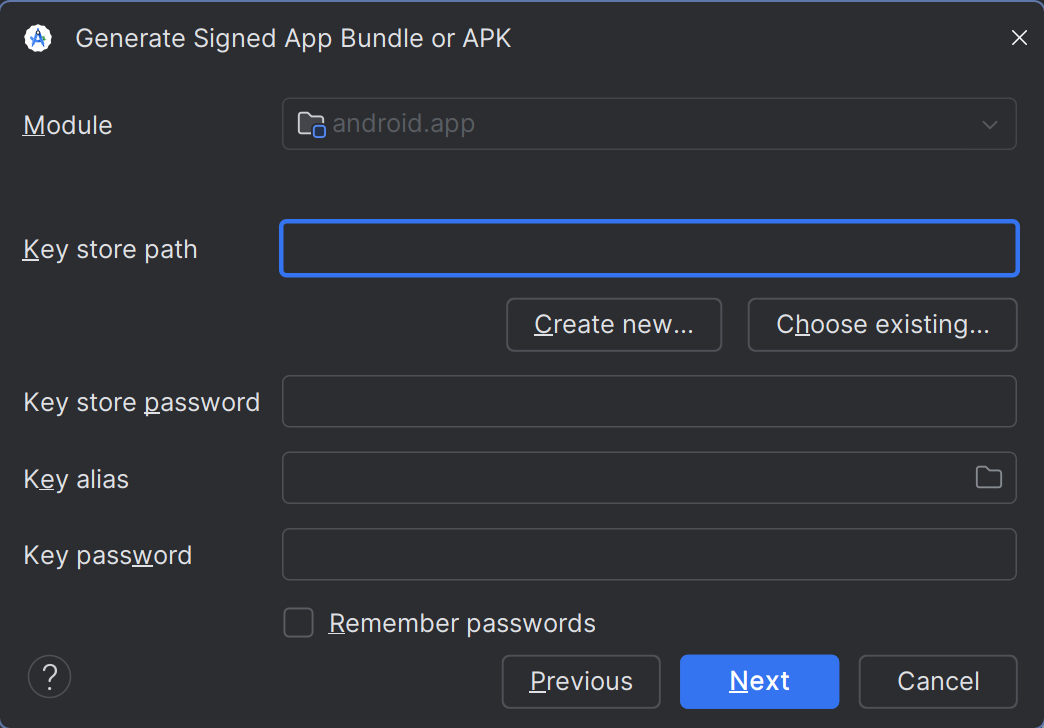 Generate Signed App Bundle or APK
Module
android.app
Key store path
Create new...
Choose existing...
Key store password
Key alias
Key password
Remember passwords
?
Previous
Next
Cancel